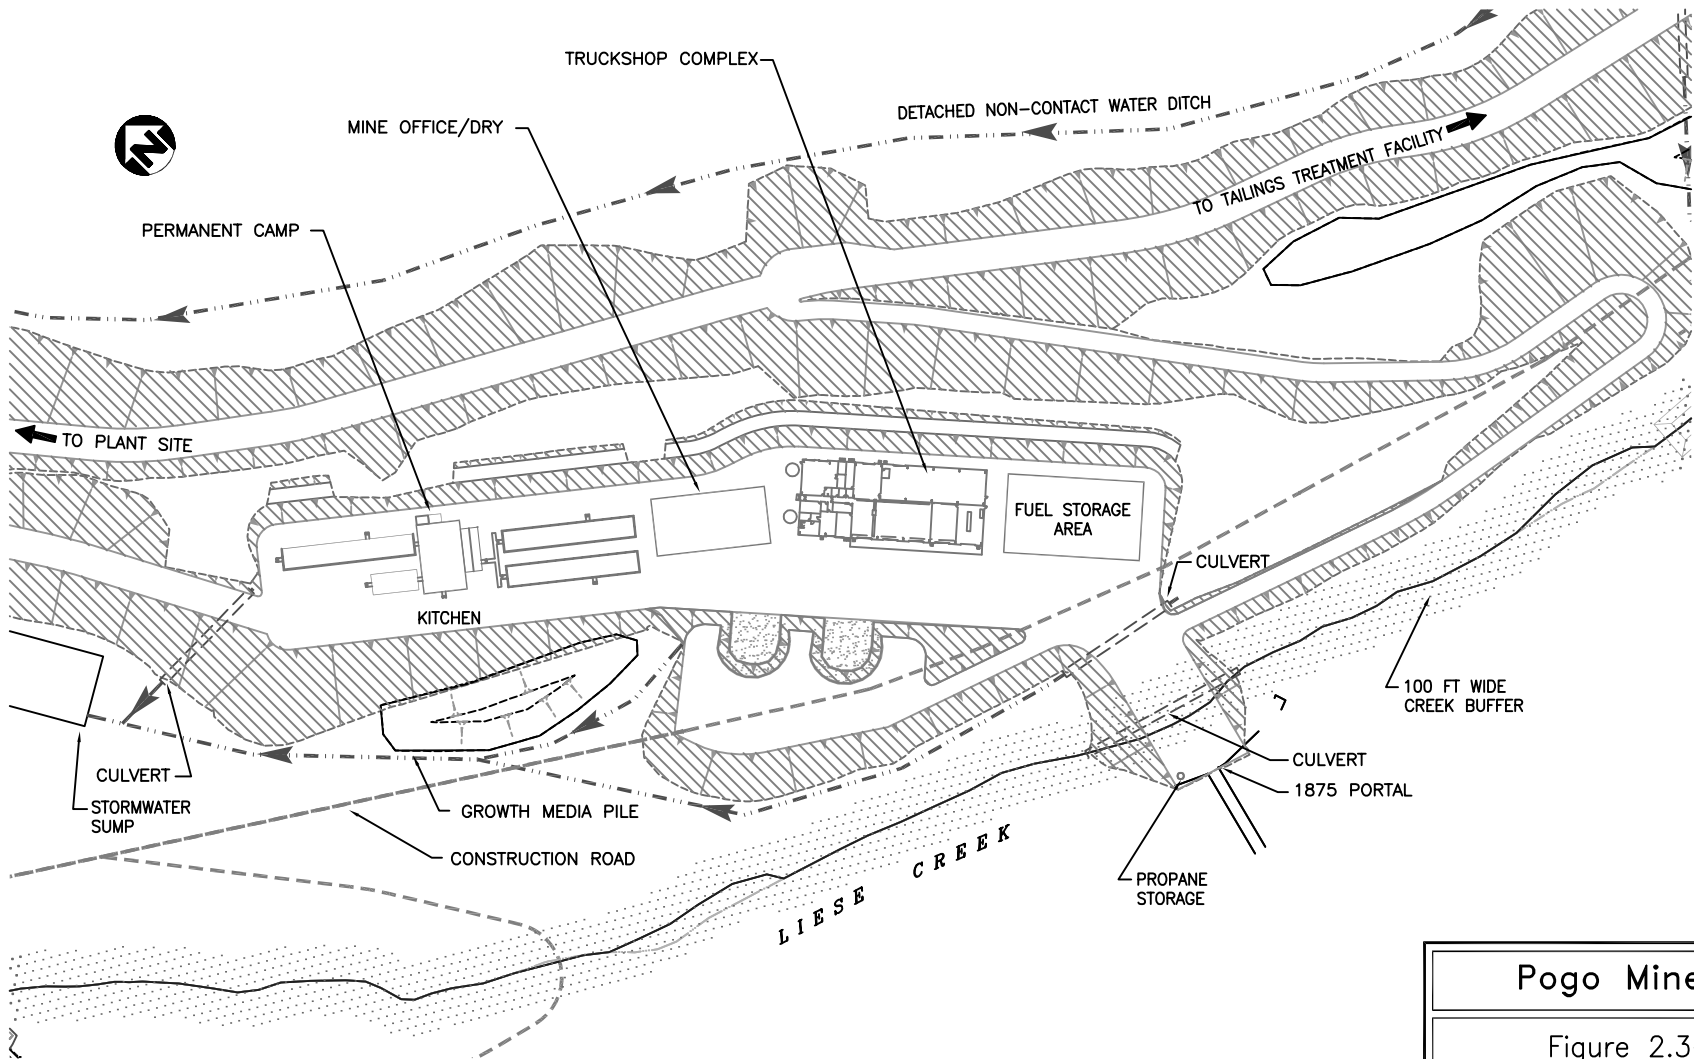 TRUCKSHOP COMPLEX
DETACHED NON-CONTACT WATER DITCH
MINE OFFICE/DRY
TO TAILINGS TREATMENT FACILITY
N
PERMANENT CAMP
TO PLANT SITE
FUEL STORAGE
AREA
CULVERT
KITCHEN
100 FT WIDE
CREEK BUFFER
CULVERT
CULVERT
1875 PORTAL
STORMWATER
SUMP
GROWTH MEDIA PILE
CONSTRUCTION ROAD
LIESE CREEK
PROPANE
STORAGE
Pogo Mine
Figure 2.3